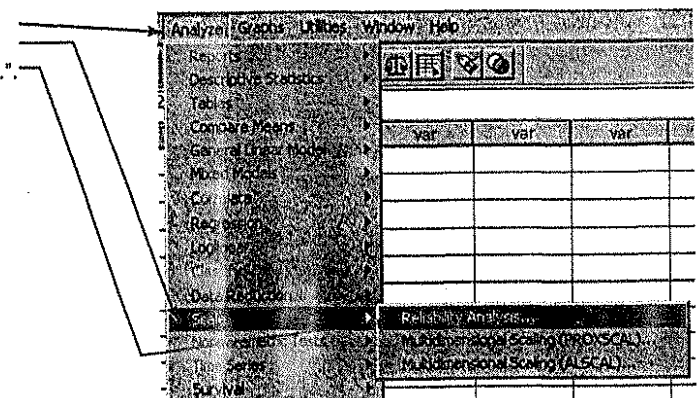 Analyze Graphs Utilities Window Help
."
Reports
Descriptive Statistics
Tables
Compare Means
var var var
General Linear Model
Mixed Models
Correlate
Regression
Loglinear
Data Reduction
Scale
Reliability Analysis...
Multidimensional Scaling (PROXSCAL)...
Multidimensional Scaling (ALSCAL)...
Series
Survival